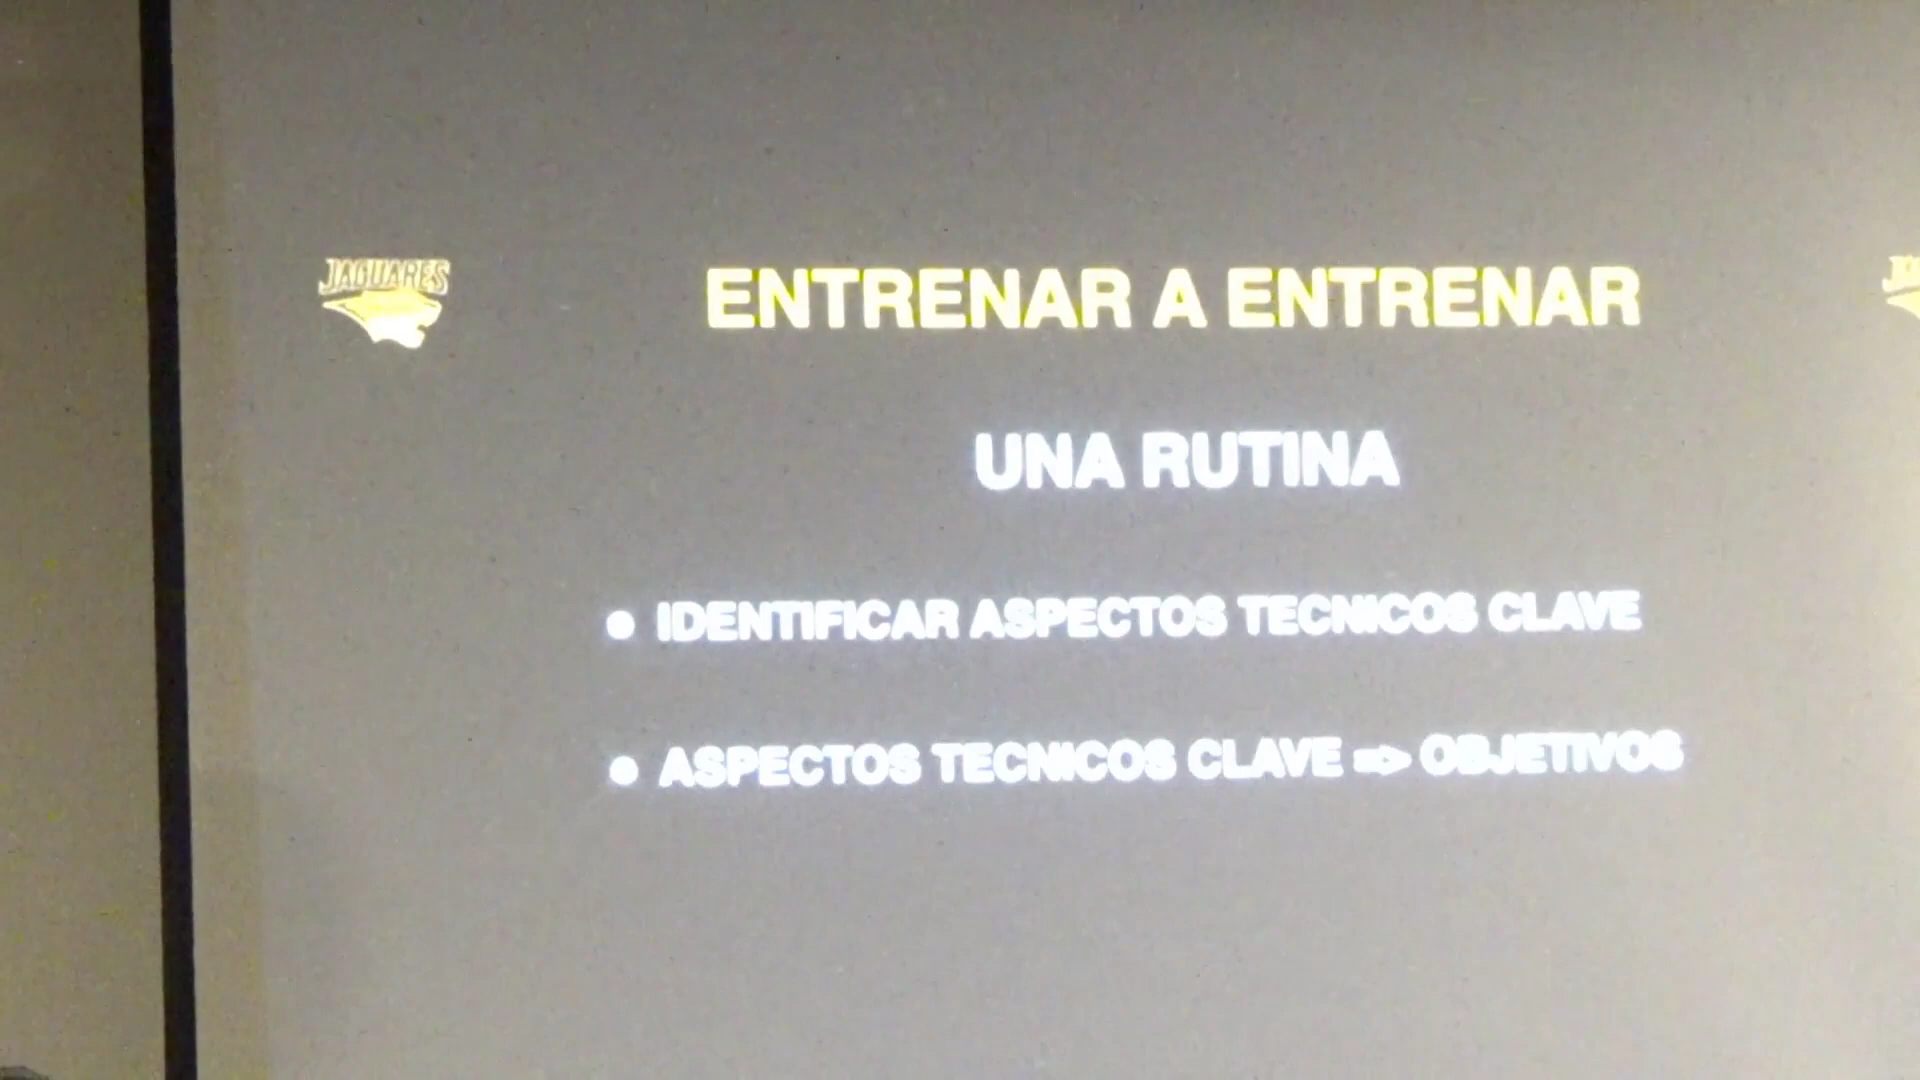 JAGUARES
ENTRENAR A ENTRENAR
UNA RUTINA
• IDENTIFICAR ASPECTOS TECNICOS CLAVE
• ASPECTOS TECNICOS CLAVE => OBJETIVOS